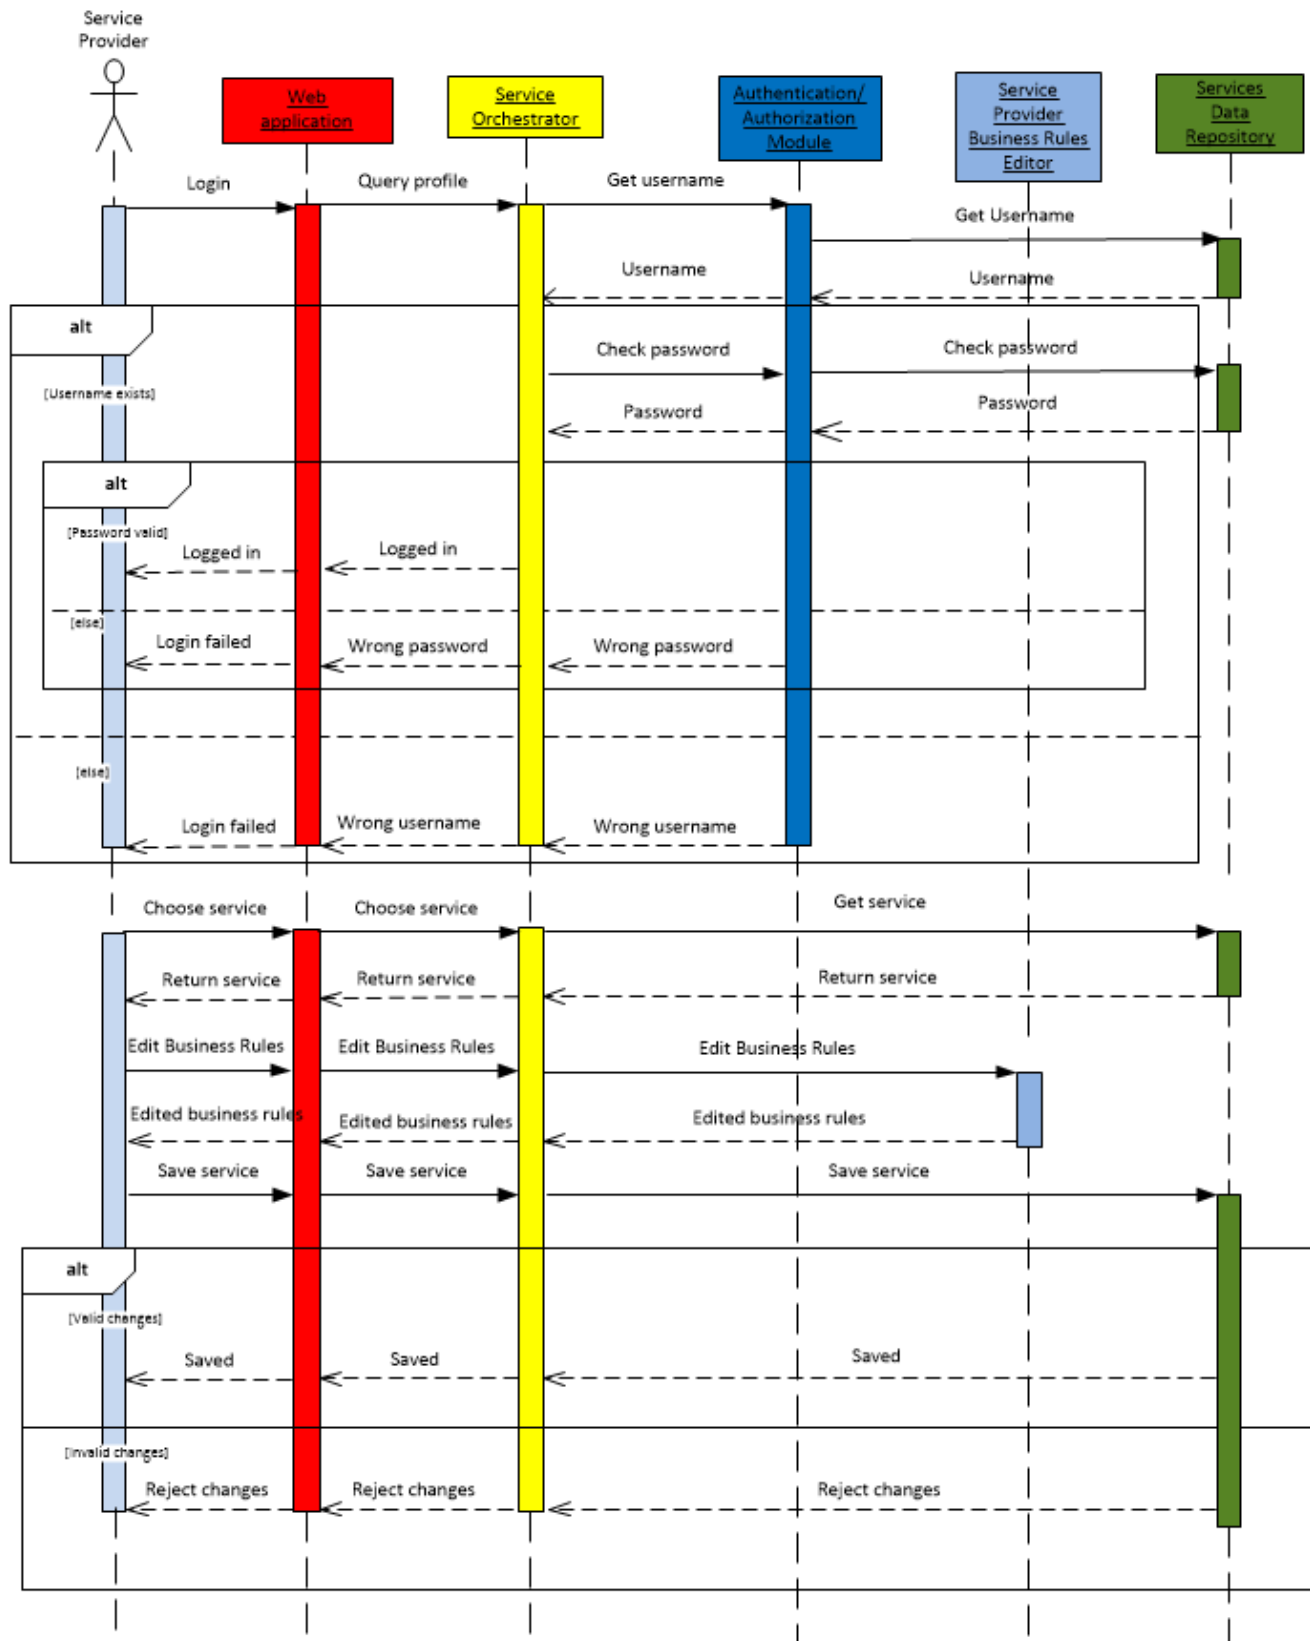 Service
Provider
Web
application
Service
Orchestrator
Authentication/
Authorization
Module
Service
Provider
Business Rules
Editor
Services
Data
Repository
Login
Query profile
Get username
Get Username
Username
Username
alt
Check password
Check password
[Username exists]
Password
Password
alt
[Password valid]
Logged in
Logged in
[else]
Login failed
Wrong password
Wrong password
[else]
Login failed
Wrong username
Wrong username
Choose service
Choose service
Get service
Return service
Return service
Return service
Edit Business Rules
Edit Business Rules
Edit Business Rules
Edited business rules
Edited business rules
Edited business rules
Save service
Save service
Save service
alt
[Valid changes]
Saved
Saved
Saved
[Invalid changes]
Reject changes
Reject changes
Reject changes